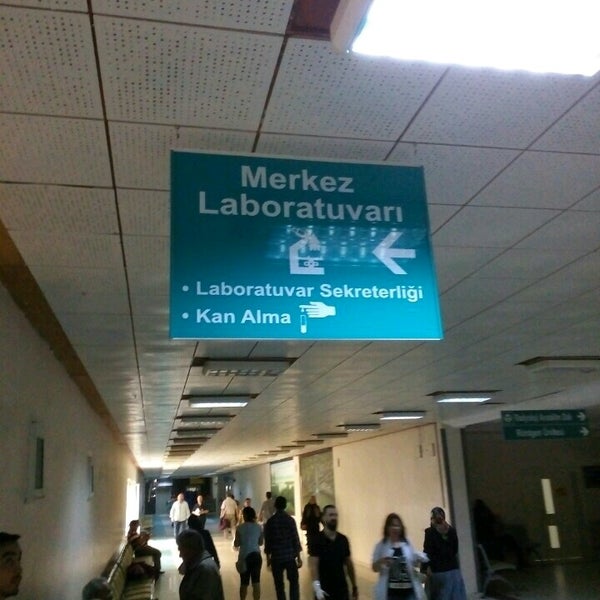 Merkez
Laboratuvarı
• Laboratuvar Sekreterliği
• Kan Alma